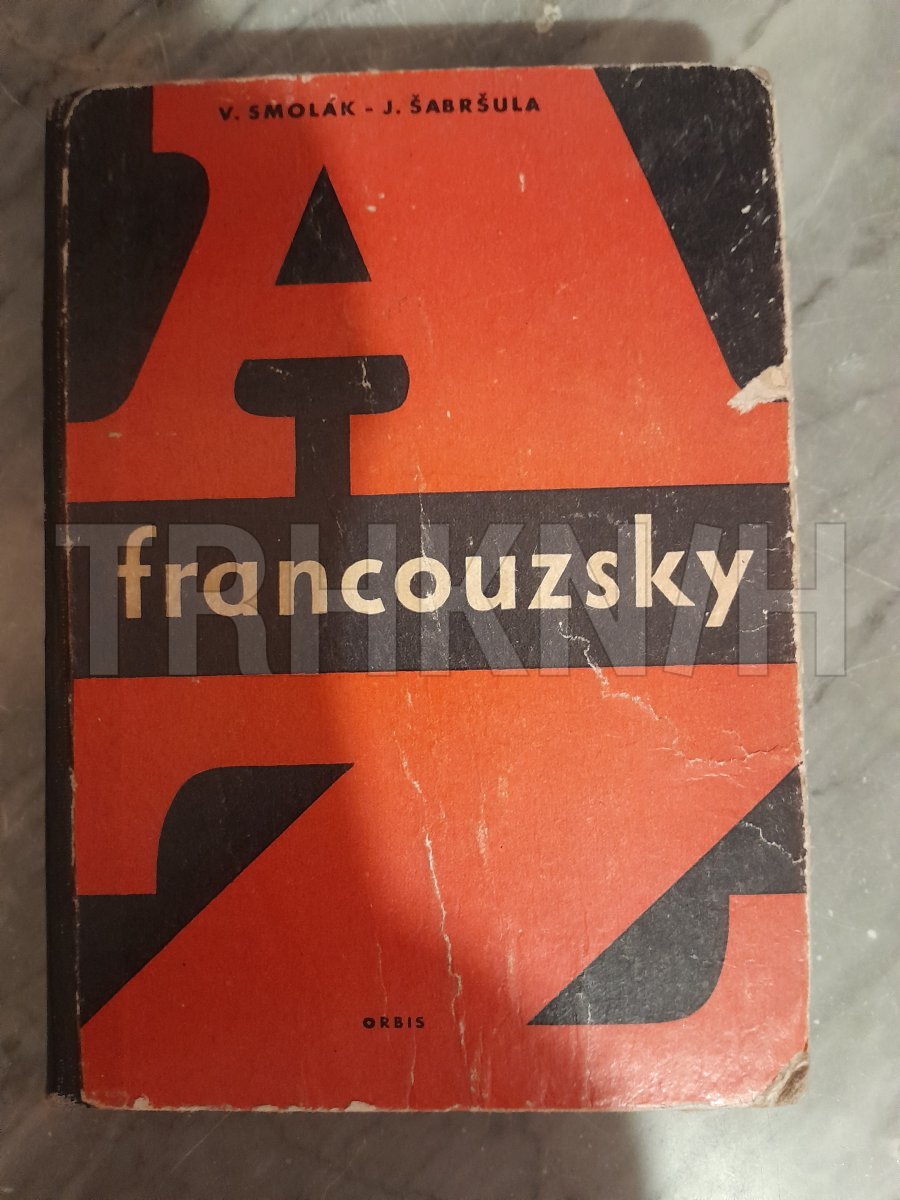 V. SMOLÁK - J. ŠABRŠULA
A
francouzsky
TRHKNIH
Z
ORBIS